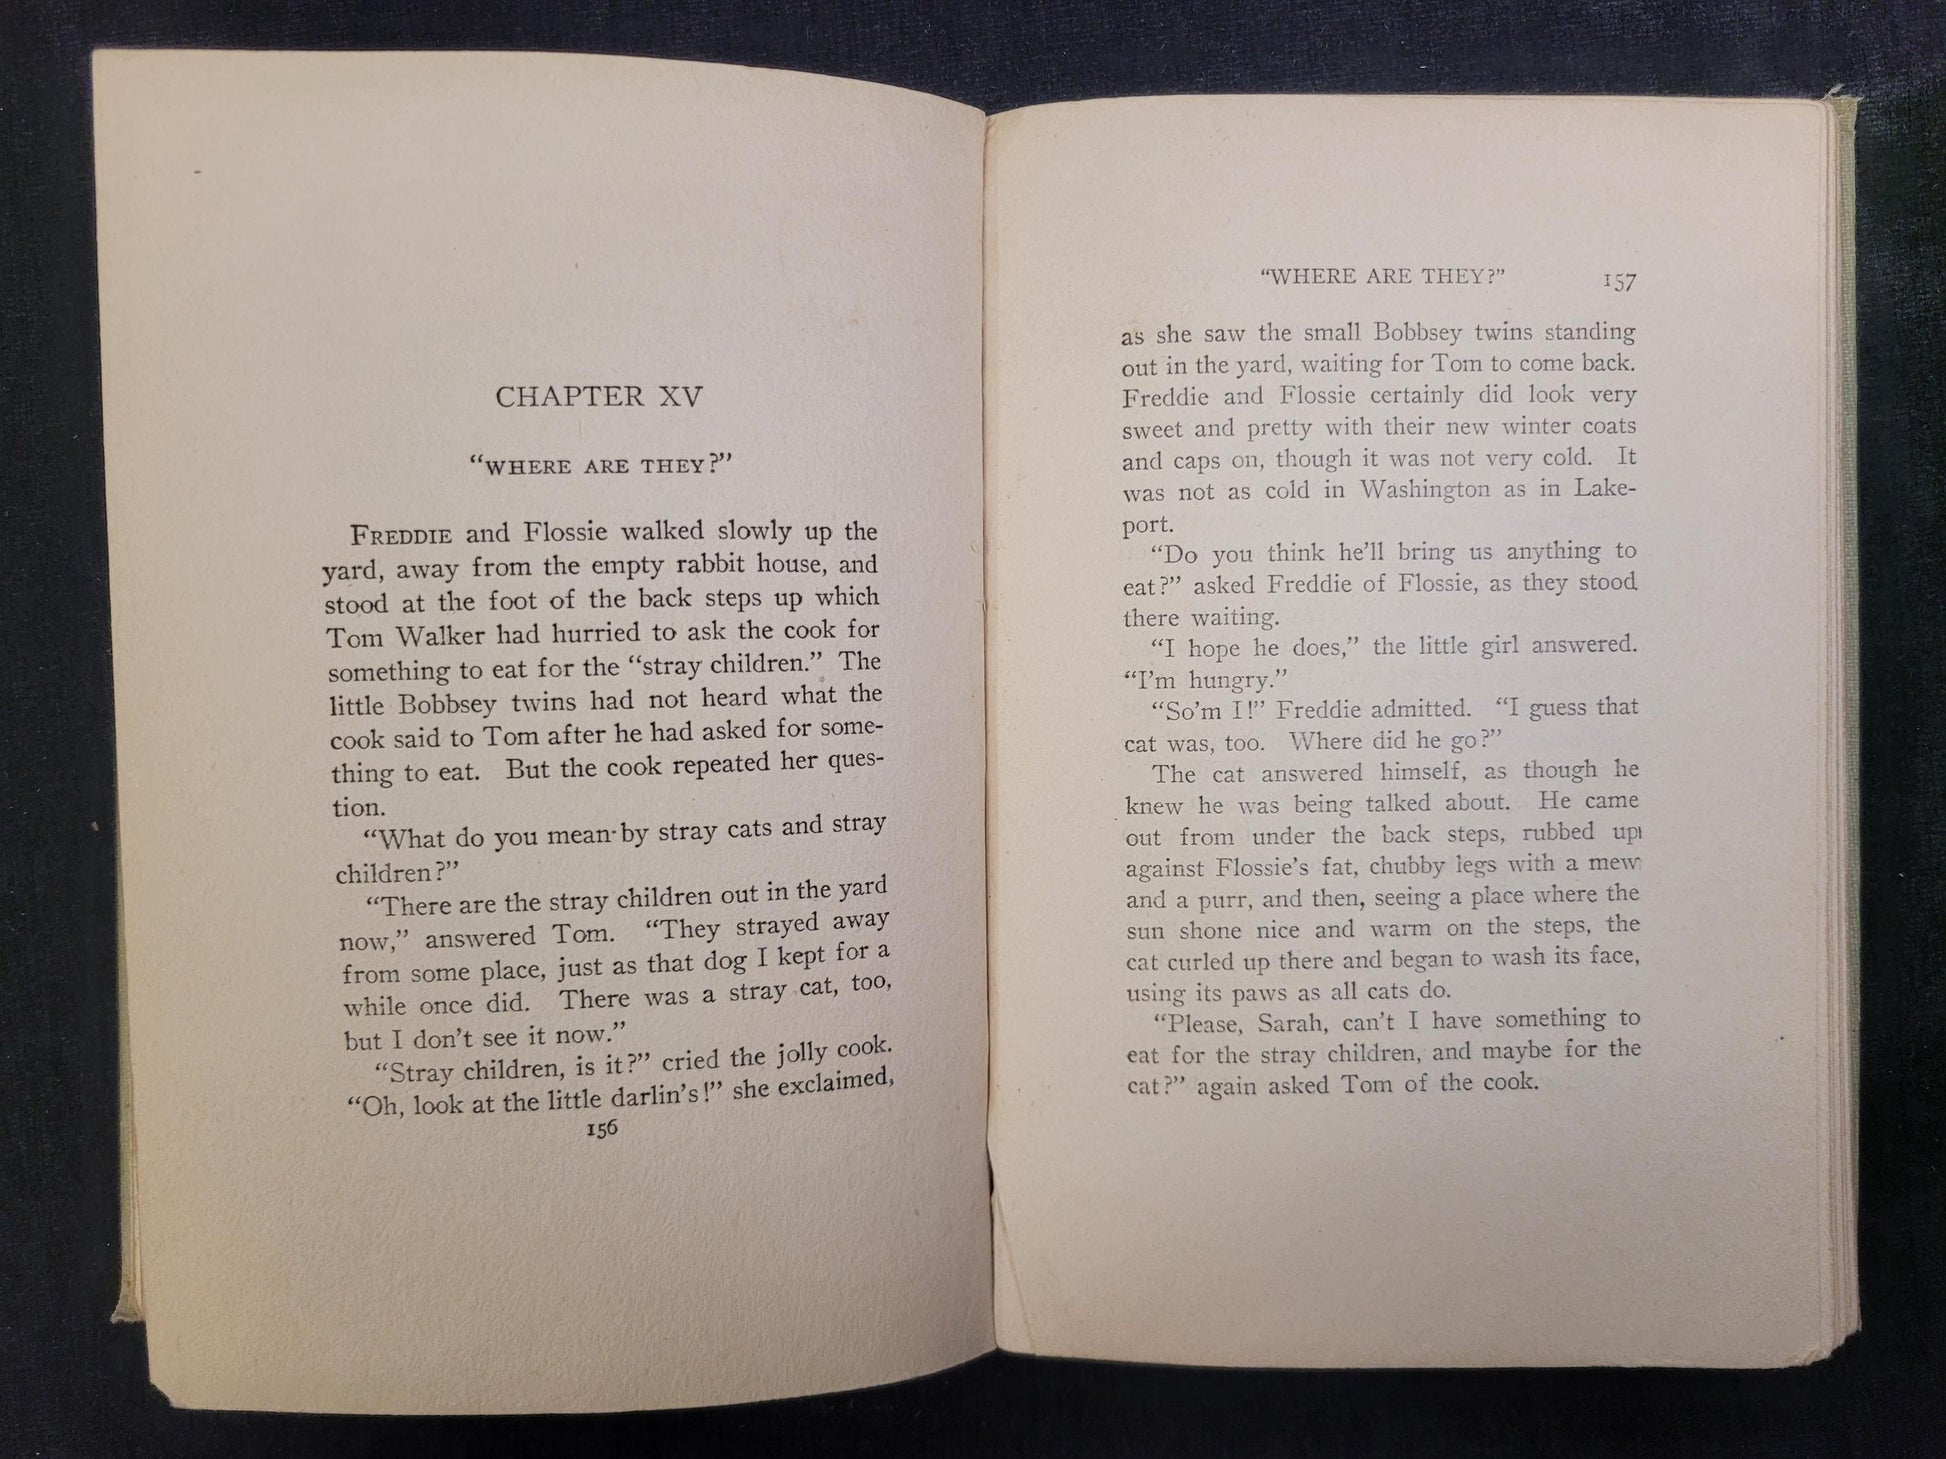 CHAPTER XV
“WHERE ARE THEY?”
FREDDIE and Flossie walked slowly up the
yard, away from the empty rabbit house, and
stood at the foot of the back steps up which
Tom Walker had hurried to ask the cook for
something to eat for the “stray children.” The
little Bobbsey twins had not heard what the
cook said to Tom after he had asked for some-
thing to eat. But the cook repeated her ques-
tion.
“What do you mean by stray cats and stray
children?”
“There are the stray children out in the yard
now,” answered Tom. “They strayed away
from some place, just as that dog I kept for a
while once did. There was a stray cat, too,
but I don’t see it now.”
“Stray children, is it?” cried the jolly cook.
“Oh, look at the little darlin’s!” she exclaimed,
156
“WHERE ARE THEY?” 157
as she saw the small Bobbsey twins standing
out in the yard, waiting for Tom to come back.
Freddie and Flossie certainly did look very
sweet and pretty with their new winter coats
and caps on, though it was not very cold. It
was not as cold in Washington as in Lake-
port.
“Do you think he’ll bring us anything to
eat?” asked Freddie of Flossie, as they stood
there waiting.
“I hope he does,” the little girl answered.
“I’m hungry.”
“So’m I!” Freddie admitted. “I guess that
cat was, too. Where did he go?”
The cat answered himself, as though he
knew he was being talked about. He came
out from under the back steps, rubbed up
against Flossie’s fat, chubby legs with a mew
and a purr, and then, seeing a place where the
sun shone nice and warm on the steps, the
cat curled up there and began to wash its face,
using its paws as all cats do.
“Please, Sarah, can’t I have something to
eat for the stray children, and maybe for the
cat?” again asked Tom of the cook.